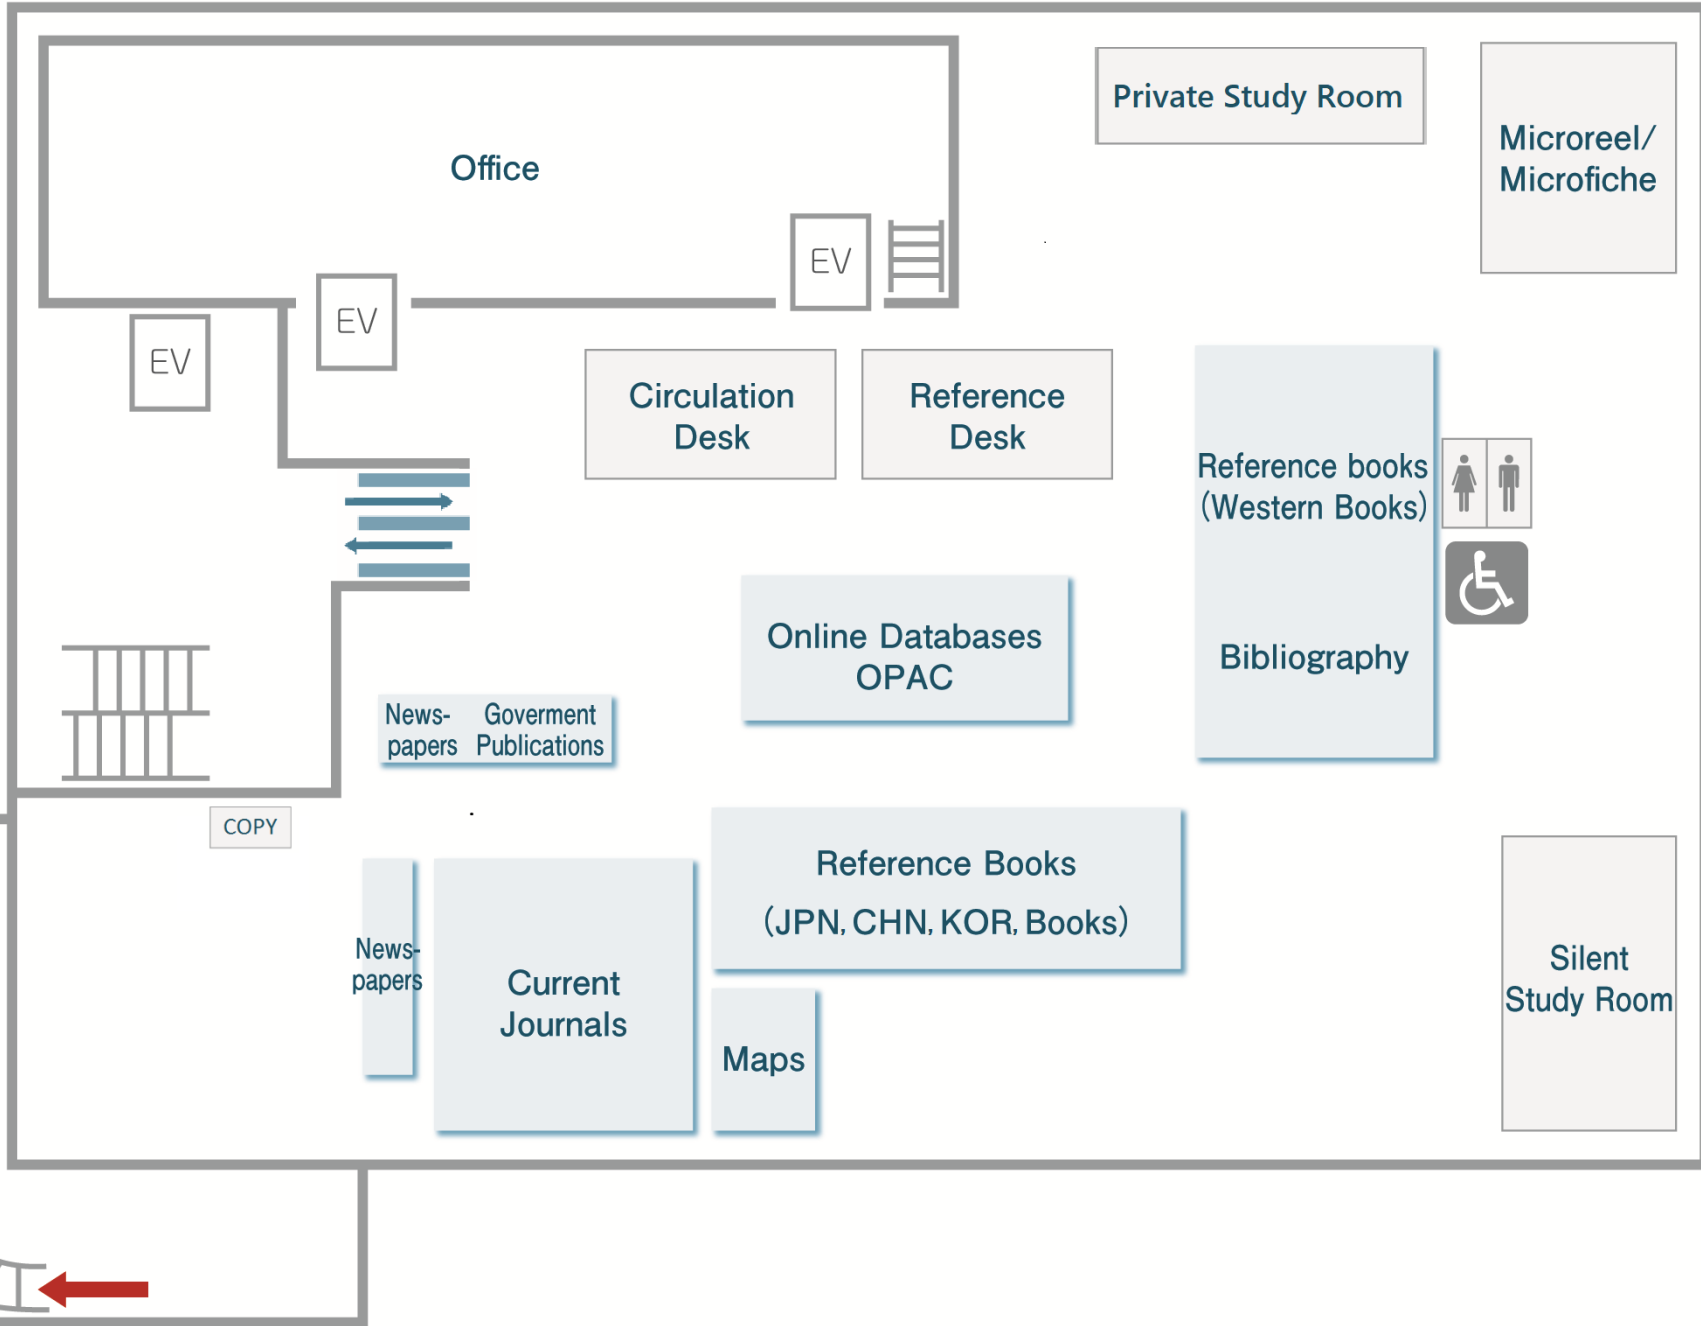 Private Study Room
Microreel/
Microfiche
Office
EV
EV
EV
Circulation
Desk
Reference
Desk
Reference books
(Western Books)
Bibliography
Online Databases
OPAC
News-
papers
Goverment
Publications
COPY
Reference Books
(JPN, CHN, KOR, Books)
News-
papers
Current
Journals
Maps
Silent
Study Room